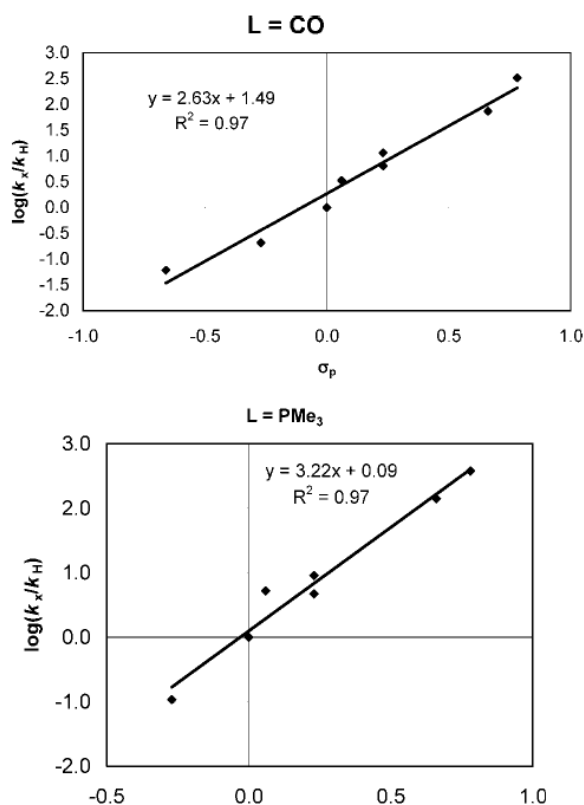 L = CO
3.0
2.5
2.0
1.5
1.0
0.5
0.0
-0.5
-1.0
-1.5
-2.0
log(kₓ/k_H)
y = 2.63x + 1.49
R² = 0.97
-1.0 -0.5 0.0 0.5 1.0
σₚ
L = PMe₃
3.0
2.0
1.0
0.0
-1.0
-2.0
log(kₓ/k_H)
y = 3.22x + 0.09
R² = 0.97
-0.5 0.0 0.5 1.0